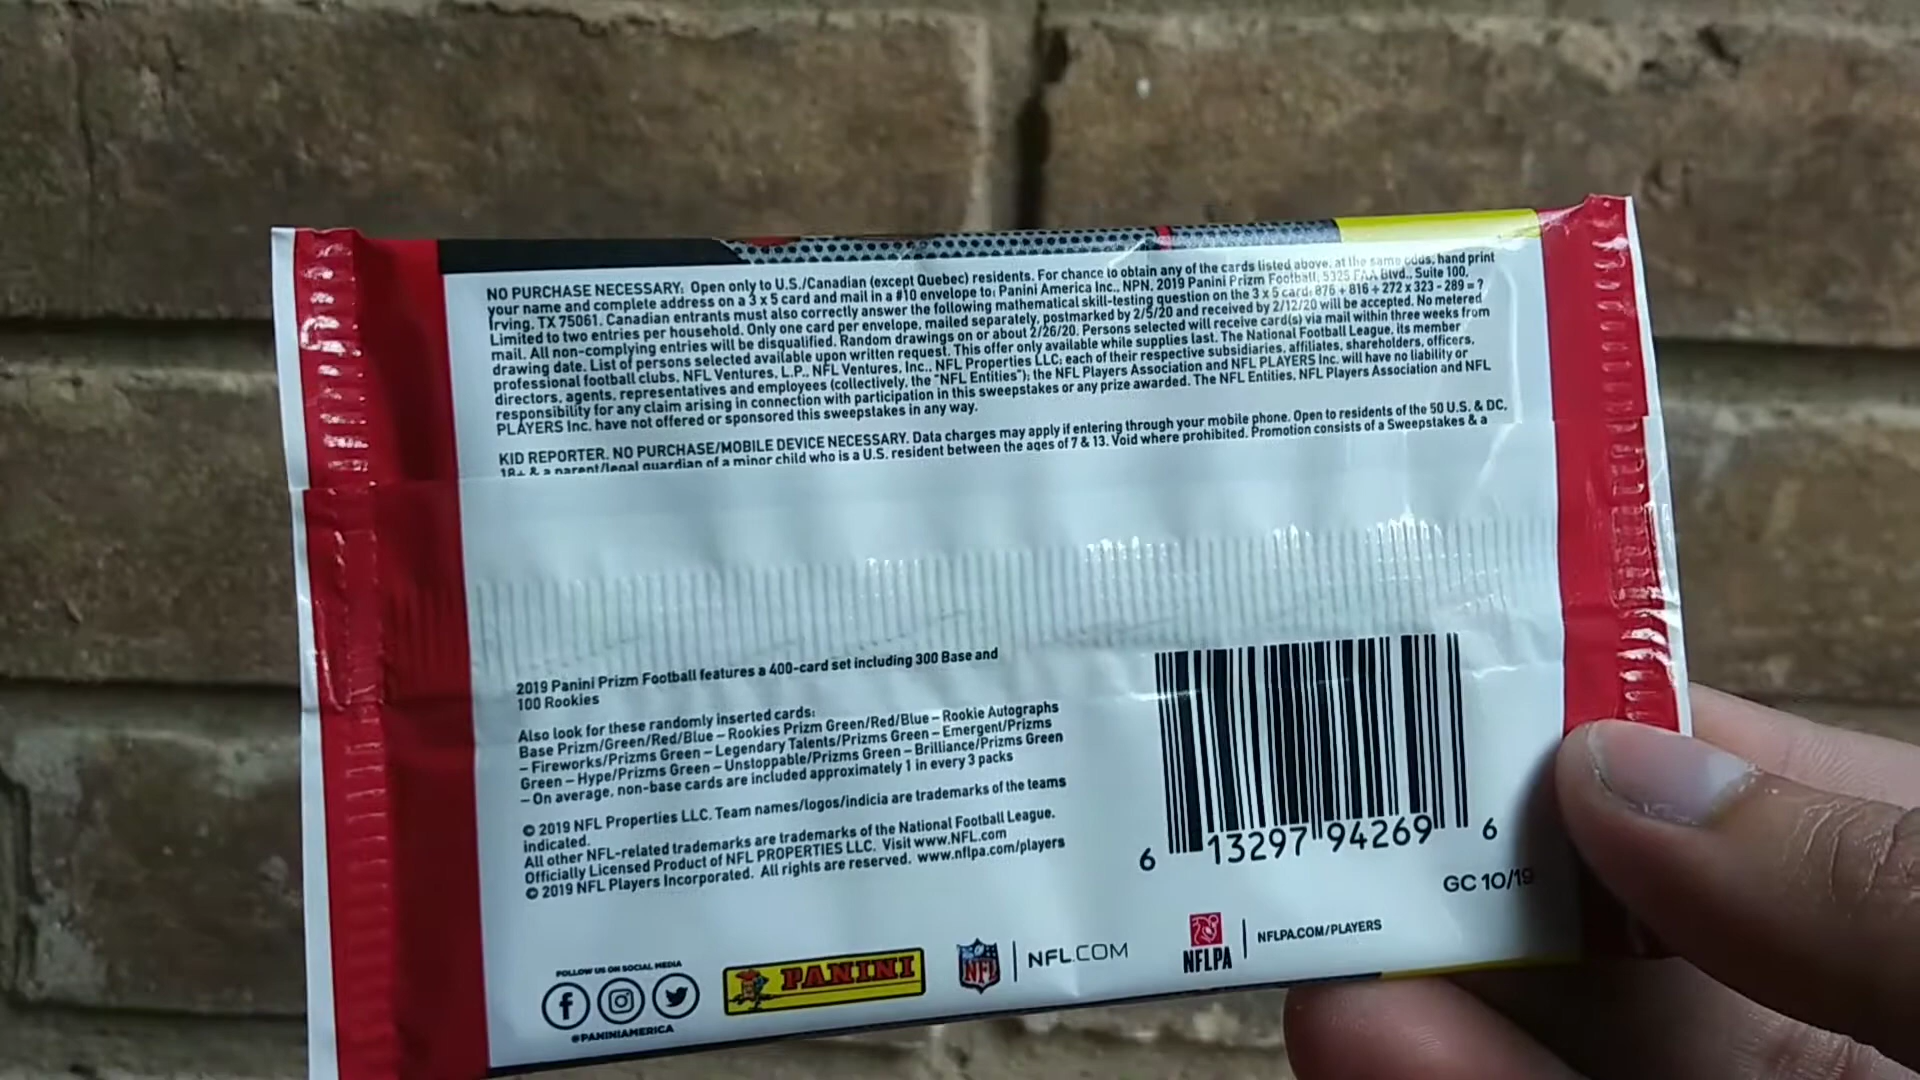 NO PURCHASE NECESSARY: Open only to U.S./Canadian (except Quebec) residents. For chance to obtain any of the cards listed above, at the same odds, hand print
your name and complete address on a 3 x 5 card and mail in a #10 envelope to: Panini America Inc., NPN, 2019 Panini Prizm Football, 5325 FAA Blvd., Suite 100,
Irving, TX 75061. Canadian entrants must also correctly answer the following mathematical skill-testing question on the 3 x 5 card: 876 + 816 + 272 x 323 - 289 = ?
Limited to two entries per household. Only one card per envelope, mailed separately, postmarked by 2/5/20 and received by 2/12/20 will be accepted. No metered
mail. All non-complying entries will be disqualified. Random drawings on or about 2/26/20. Persons selected will receive card(s) via mail within three weeks from
drawing date. List of persons selected available upon written request. This offer only available while supplies last. The National Football League, its member
professional football clubs, NFL Ventures, L.P., NFL Ventures, Inc., NFL Properties LLC; each of their respective subsidiaries, affiliates, shareholders, officers,
directors, agents, representatives and employees (collectively, the "NFL Entities"), the NFL Players Association and NFL PLAYERS Inc. will have no liability or
responsibility for any claim arising in connection with participation in this sweepstakes or any prize awarded. The NFL Entities, NFL Players Association and NFL
PLAYERS Inc. have not offered or sponsored this sweepstakes in any way.
KID REPORTER. NO PURCHASE/MOBILE DEVICE NECESSARY. Data charges may apply if entering through your mobile phone. Open to residents of the 50 U.S. & DC,
18+ & a parent/legal guardian of a minor child who is a U.S. resident between the ages of 7 & 13. Void where prohibited. Promotion consists of a Sweepstakes & a
2019 Panini Prizm Football features a 400-card set including 300 Base and
100 Rookies
Also look for these randomly inserted cards:
Base Prizm/Green/Red/Blue – Rookies Prizm Green/Red/Blue – Rookie Autographs
– Fireworks/Prizms Green – Legendary Talents/Prizms Green – Emergent/Prizms
Green – Hype/Prizms Green – Unstoppable/Prizms Green – Brilliance/Prizms Green
– On average, non-base cards are included approximately 1 in every 3 packs
© 2019 NFL Properties LLC. Team names/logos/indicia are trademarks of the teams
indicated.
All other NFL-related trademarks are trademarks of the National Football League.
Officially Licensed Product of NFL PROPERTIES LLC. Visit www.NFL.com
© 2019 NFL Players Incorporated. All rights are reserved. www.nflpa.com/players
6 13297 94269 6
GC 10/19
FOLLOW US ON SOCIAL MEDIA
@PANINIAMERICA
PANINI
NFL
NFL.COM
NFLPA
NFLPA.COM/PLAYERS